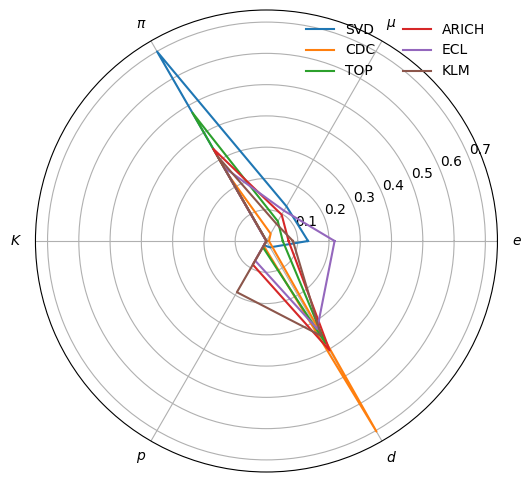 π
μ
SVD ARICH
CDC ECL
TOP KLM
0.7
0.6
0.5
0.4
0.3
0.2
0.1
K
e
p
d